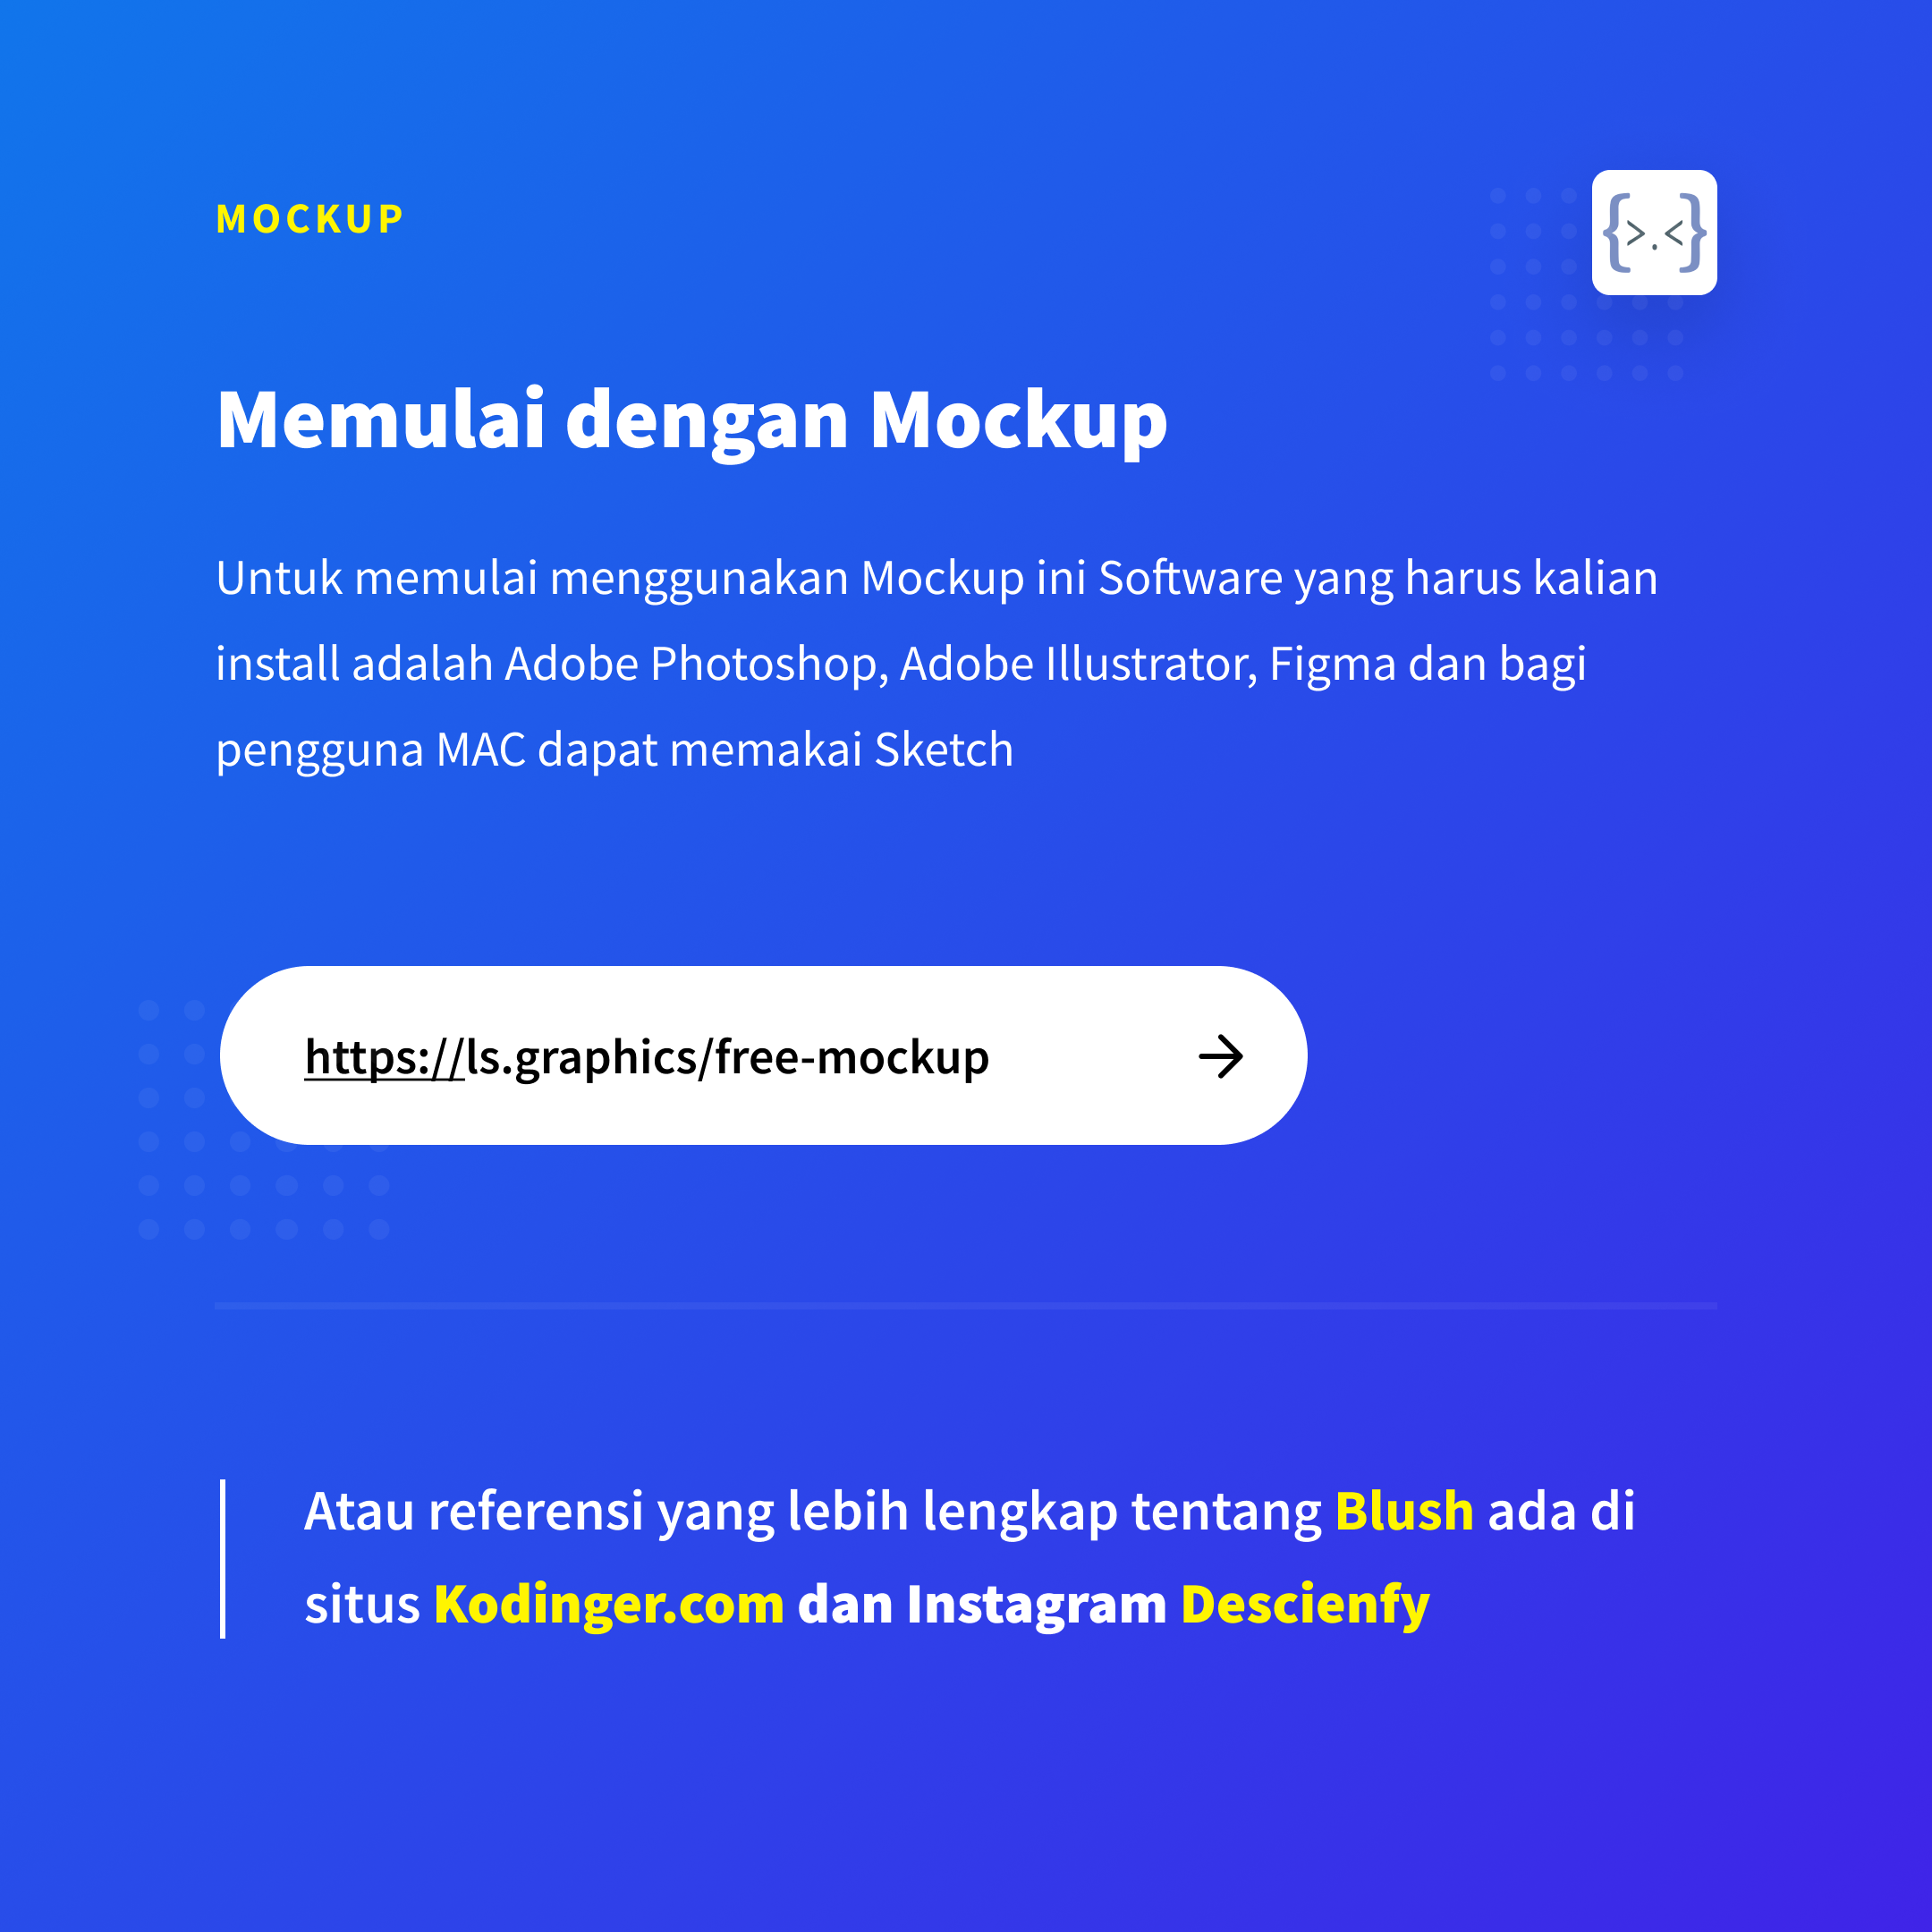 MOCKUP
{>.<}
Memulai dengan Mockup
Untuk memulai menggunakan Mockup ini Software yang harus kalian
install adalah Adobe Photoshop, Adobe Illustrator, Figma dan bagi
pengguna MAC dapat memakai Sketch
https://ls.graphics/free-mockup
Atau referensi yang lebih lengkap tentang Blush ada di
situs Kodinger.com dan Instagram Descienfy